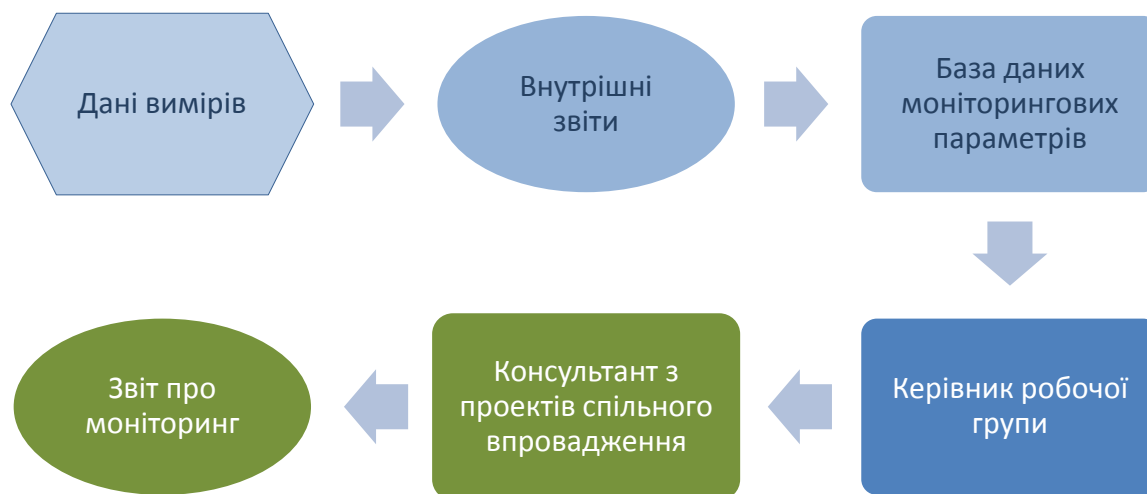 Дані вимірів
Внутрішні
звіти
База даних
моніторингових
параметрів
Керівник робочої
групи
Консультант з
проектів спільного
впровадження
Звіт про
моніторинг